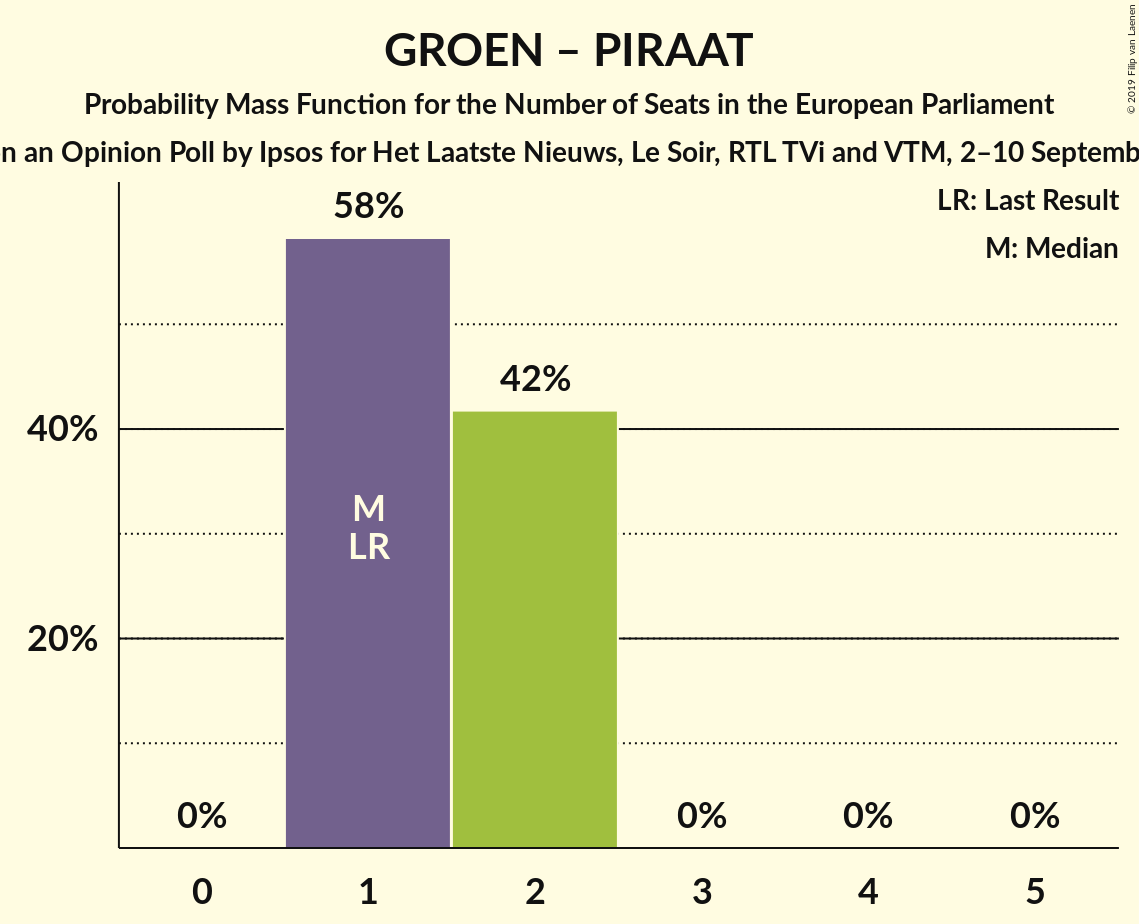 GROEN – PIRAAT
Probability Mass Function for the Number of Seats in the European Parliament
n an Opinion Poll by Ipsos for Het Laatste Nieuws, Le Soir, RTL TVi and VTM, 2–10 Septemb
© 2019 Filip van Laenen
LR: Last Result
M: Median
58%
42%
40%
20%
M
LR
0%
0%
0%
0%
0
1
2
3
4
5